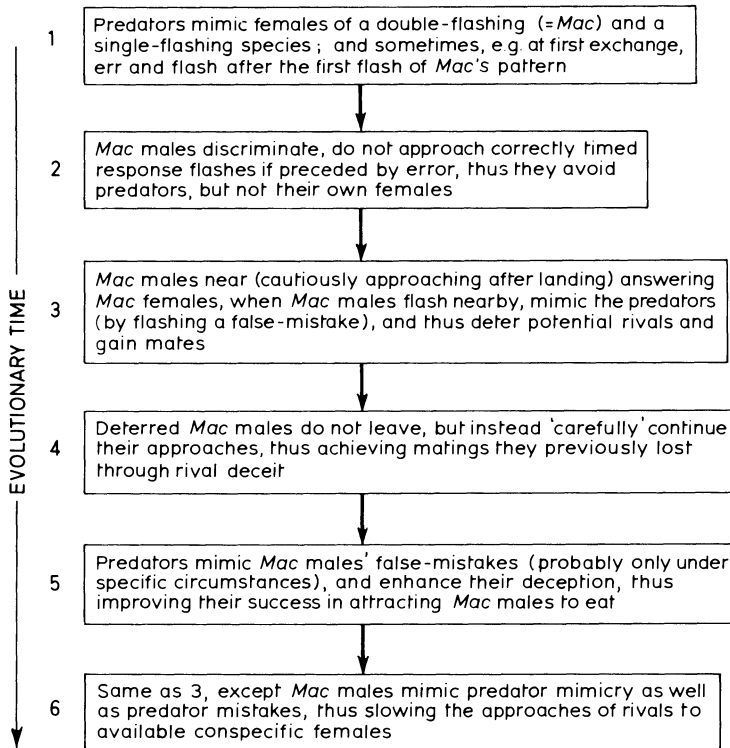 1
Predators mimic females of a double-flashing (=Mac) and a
single-flashing species; and sometimes, e.g. at first exchange,
err and flash after the first flash of Mac's pattern
2
Mac males discriminate, do not approach correctly timed
response flashes if preceded by error, thus they avoid
predators, but not their own females
3
Mac males near (cautiously approaching after landing) answering
Mac females, when Mac males flash nearby, mimic the predators
(by flashing a false-mistake), and thus deter potential rivals and
gain mates
4
Deterred Mac males do not leave, but instead 'carefully' continue
their approaches, thus achieving matings they previously lost
through rival deceit
5
Predators mimic Mac males' false-mistakes (probably only under
specific circumstances), and enhance their deception, thus
improving their success in attracting Mac males to eat
6
Same as 3, except Mac males mimic predator mimicry as well
as predator mistakes, thus slowing the approaches of rivals to
available conspecific females
EVOLUTIONARY TIME